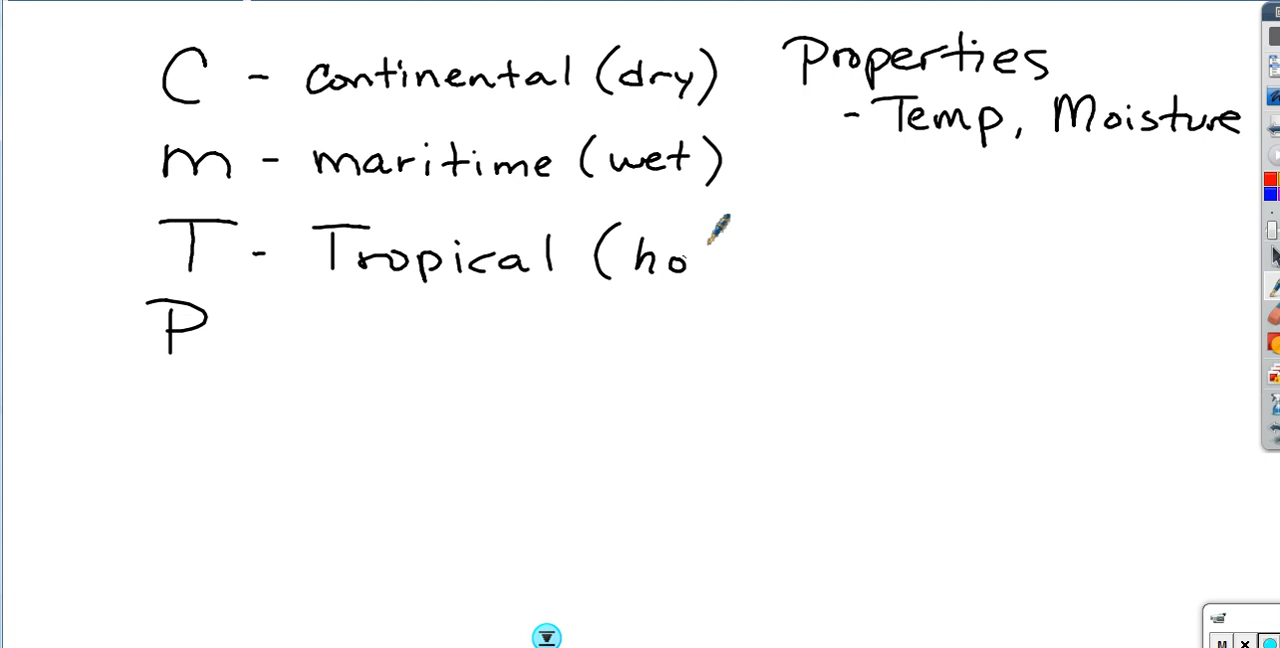 C - continental (dry)
m - maritime (wet)
T - Tropical (ho
P
Properties
- Temp, Moisture
M X